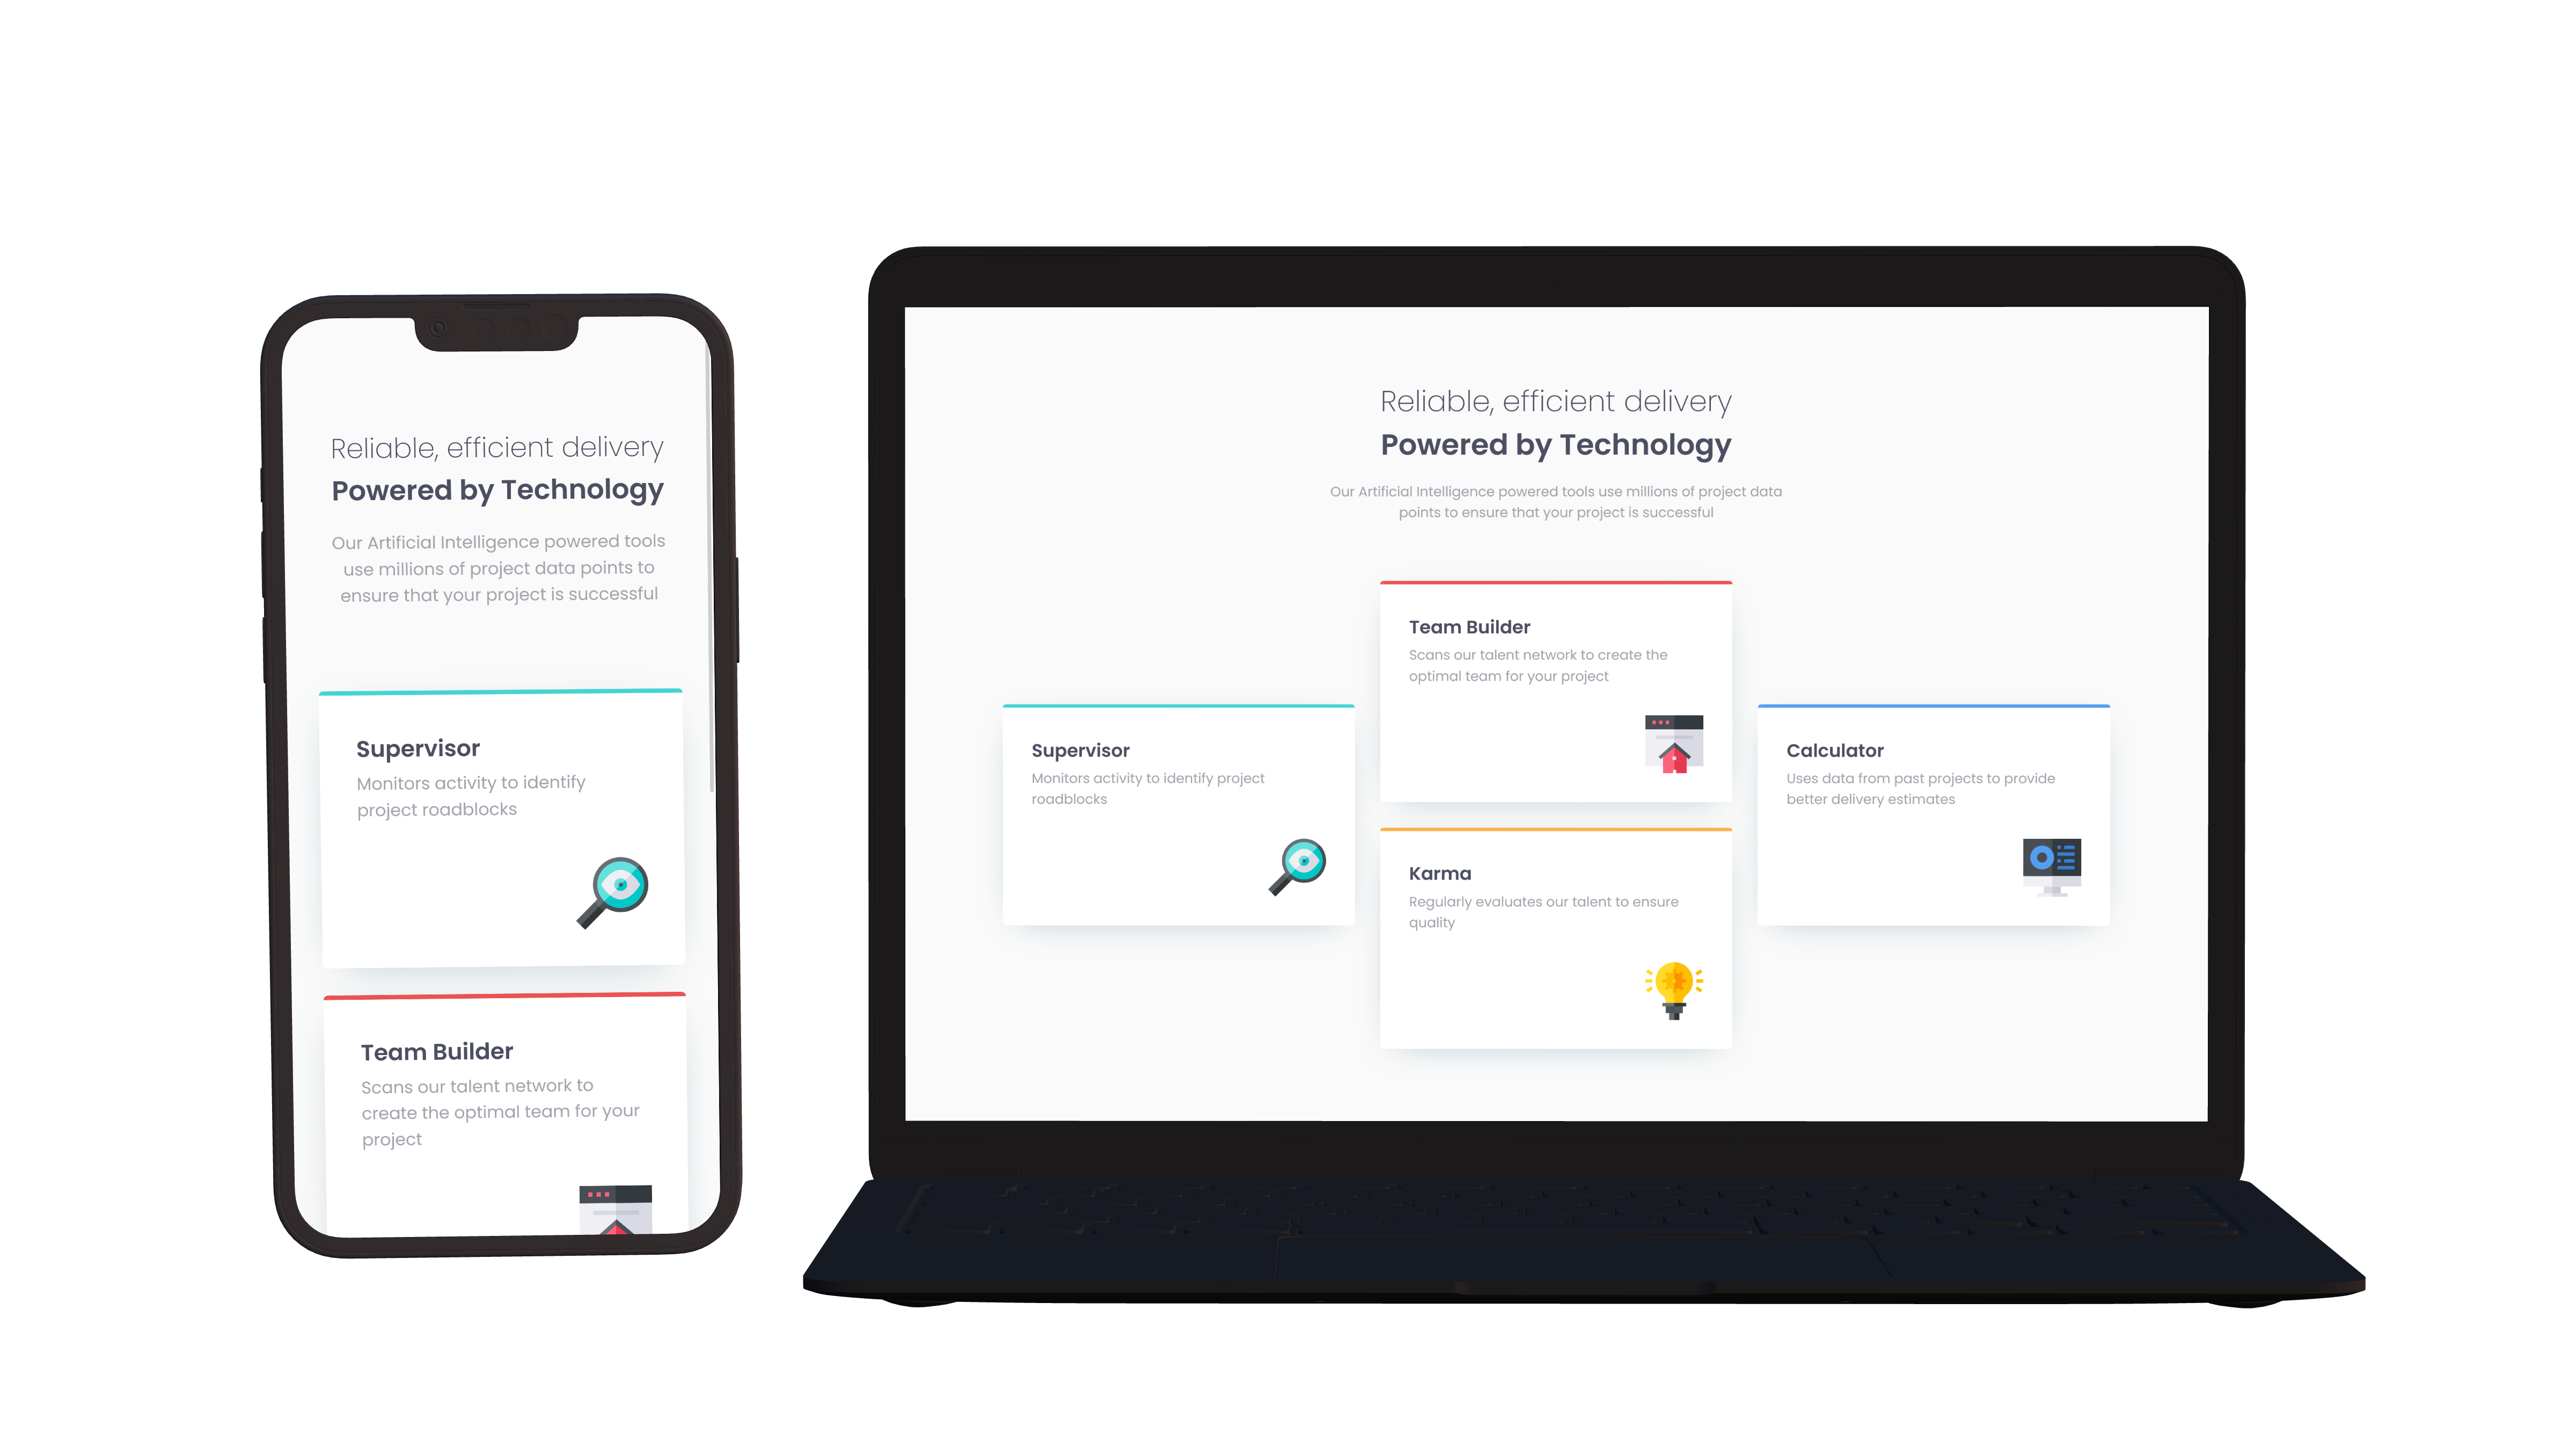 Reliable, efficient delivery
Powered by Technology
Our Artificial Intelligence powered tools
use millions of project data points to
ensure that your project is successful
Supervisor
Monitors activity to identify
project roadblocks
Team Builder
Scans our talent network to
create the optimal team for your
project
Reliable, efficient delivery
Powered by Technology
Our Artificial Intelligence powered tools use millions of project data
points to ensure that your project is successful
Team Builder
Scans our talent network to create the
optimal team for your project
Supervisor
Monitors activity to identify project
roadblocks
Calculator
Uses data from past projects to provide
better delivery estimates
Karma
Regularly evaluates our talent to ensure
quality